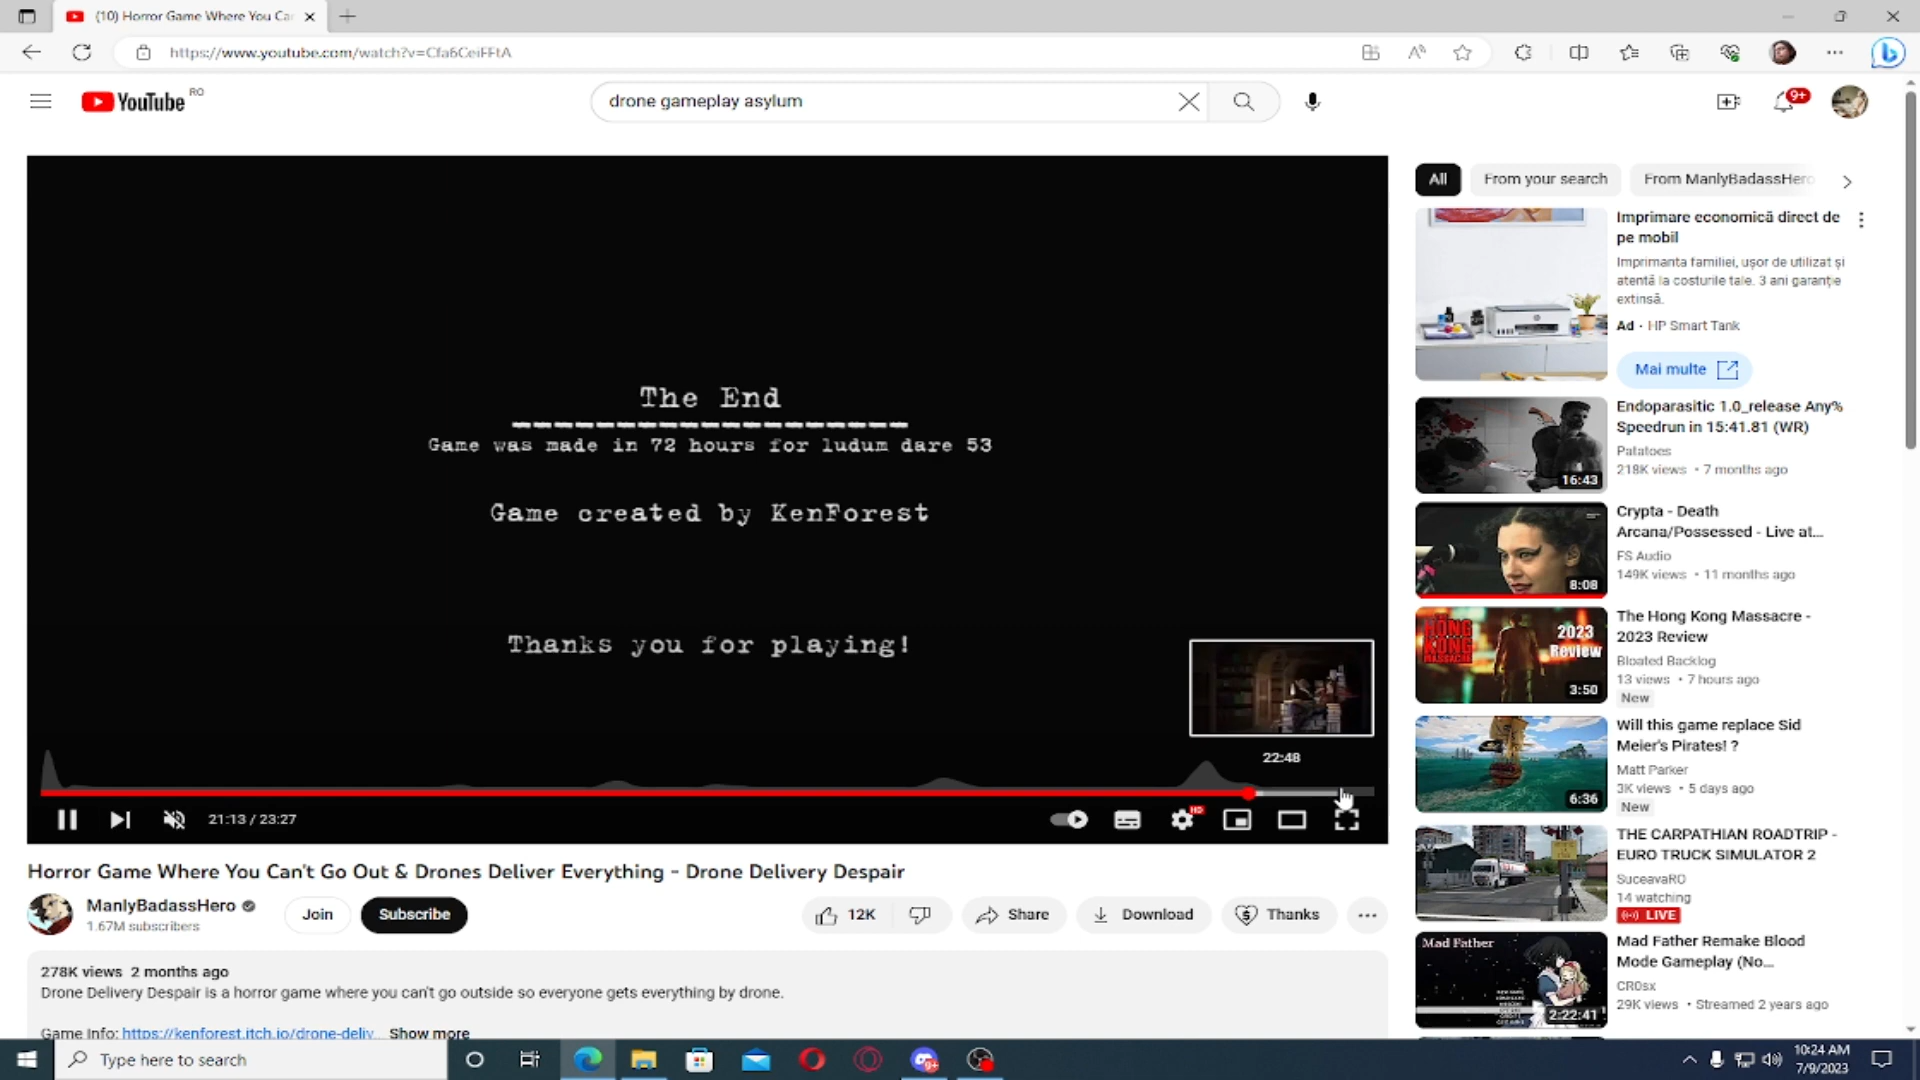 (10) Horror Game Where You Ca
https://www.youtube.com/watch?v=Cfa6CeiFFtA
YouTube RO
drone gameplay asylum
9+
The End
Game was made in 72 hours for ludum dare 53
Game created by KenForest
Thanks you for playing!
22:48
21:13 / 23:27
HD
Horror Game Where You Can't Go Out & Drones Deliver Everything - Drone Delivery Despair
ManlyBadassHero
1.67M subscribers
Join
Subscribe
12K
Share
Download
Thanks
278K views 2 months ago
Drone Delivery Despair is a horror game where you can't go outside so everyone gets everything by drone.
Game Info: https://kenforest.itch.io/drone-deliv... Show more
All
From your search
From ManlyBadassHero
Imprimare economică direct de
pe mobil
Imprimanta familiei, ușor de utilizat și
atentă la costurile tale. 3 ani garanție
extinsă.
Ad · HP Smart Tank
Mai multe
16:43
Endoparasitic 1.0_release Any%
Speedrun in 15:41.81 (WR)
Patatoes
218K views • 7 months ago
8:08
Crypta - Death
Arcana/Possessed - Live at...
FS Audio
149K views • 11 months ago
THE HONG KONG MASSACRE
2023
Review
3:50
The Hong Kong Massacre -
2023 Review
Bloated Backlog
13 views • 7 hours ago
New
6:36
Will this game replace Sid
Meier's Pirates! ?
Matt Parker
3K views • 5 days ago
New
THE CARPATHIAN ROADTRIP -
EURO TRUCK SIMULATOR 2
SuceavaRO
14 watching
LIVE
Mad Father
2:22:41
Mad Father Remake Blood
Mode Gameplay (No...
CR0sx
29K views • Streamed 2 years ago
Type here to search
10:24 AM
7/9/2023